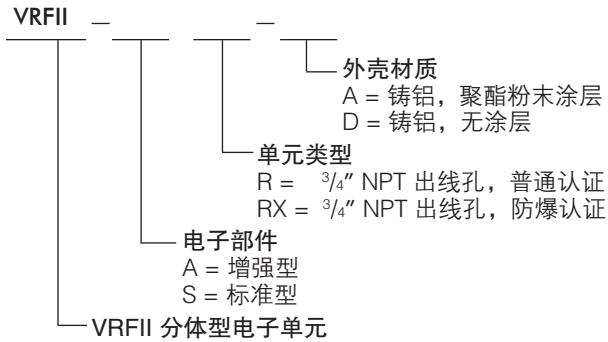 VRFII – –
外壳材质
A = 铸铝，聚酯粉末涂层
D = 铸铝，无涂层
单元类型
R = 3/4″ NPT 出线孔，普通认证
RX = 3/4″ NPT 出线孔，防爆认证
电子部件
A = 增强型
S = 标准型
VRFII 分体型电子单元